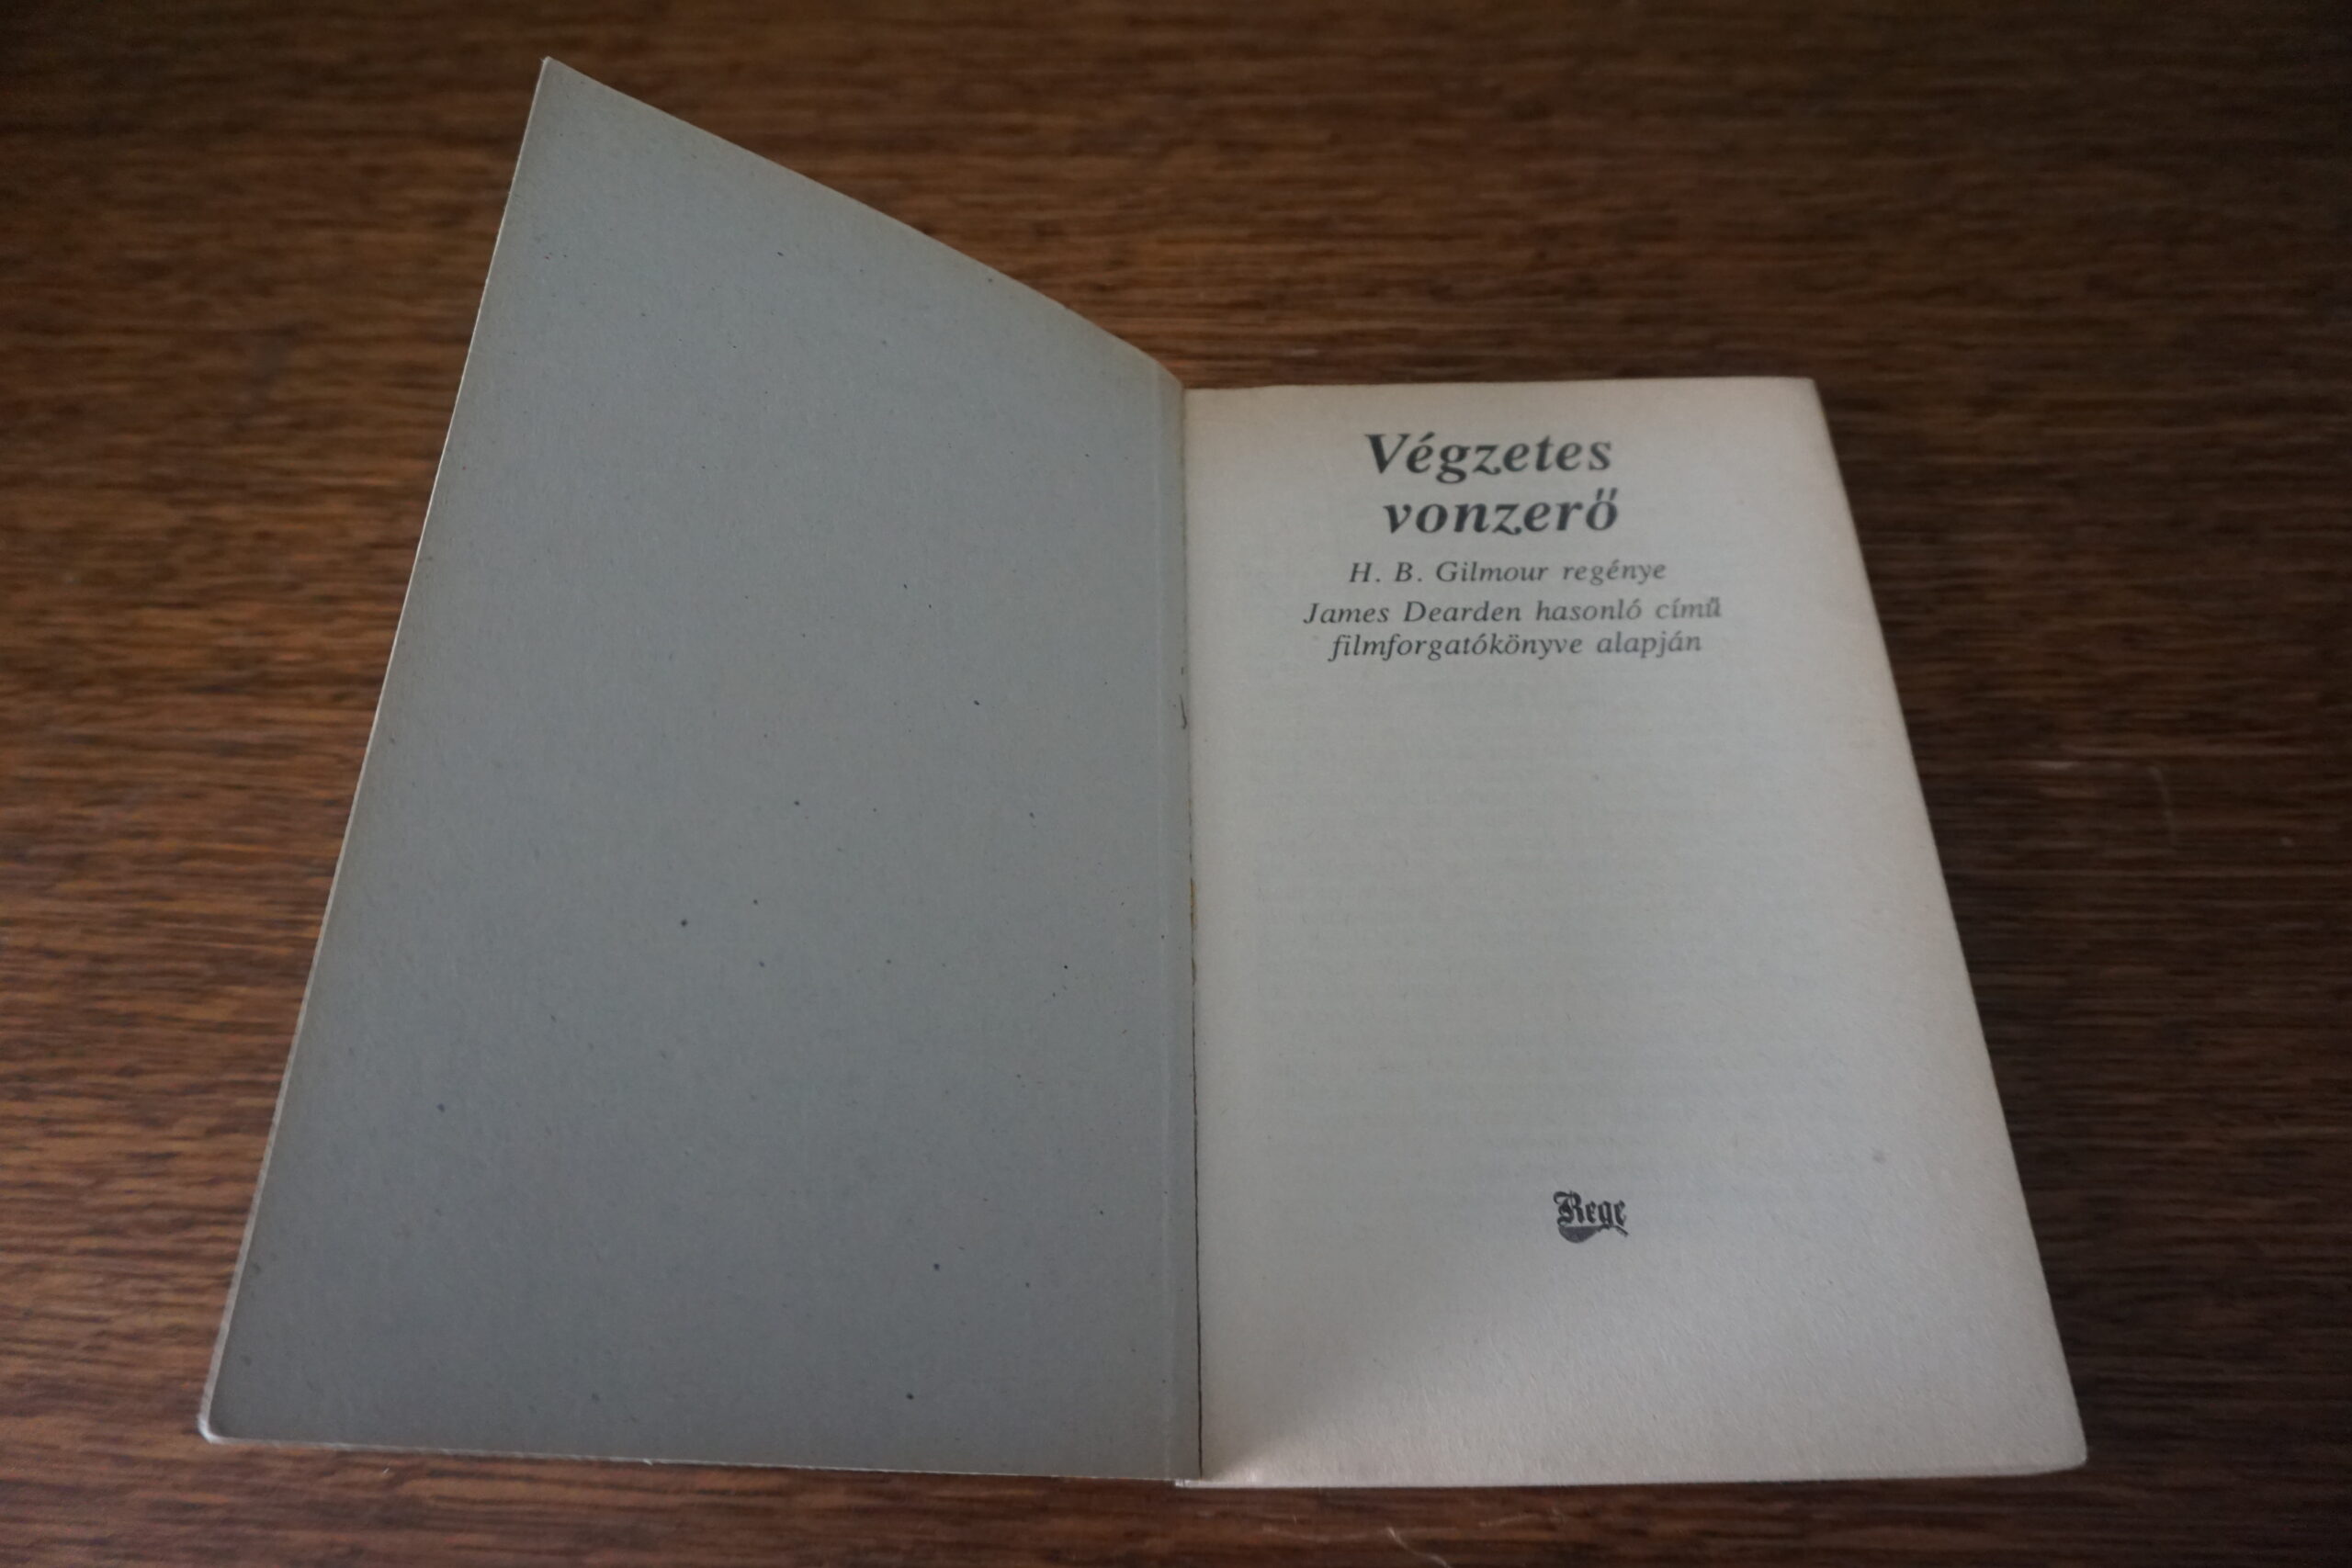 Végzetes
vonzerő
H. B. Gilmour regénye
James Dearden hasonló című
filmforgatókönyve alapján
Rege